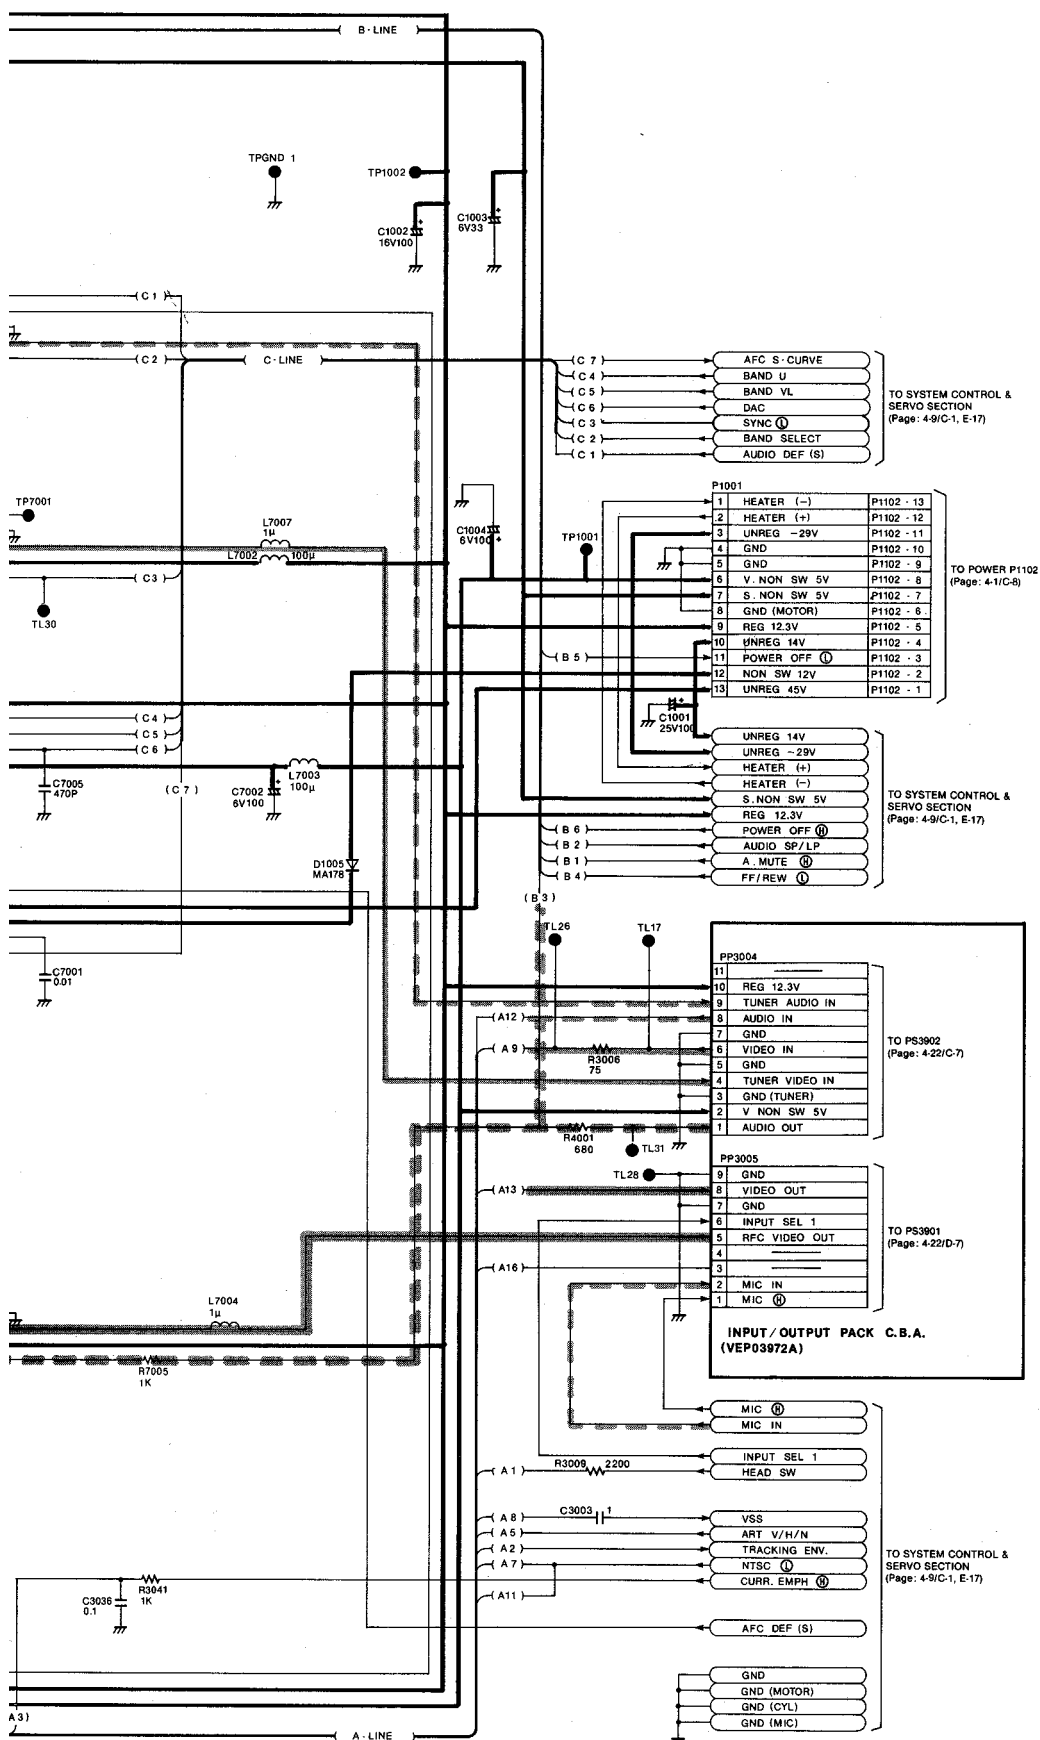 B-LINE
TPGND 1
TP1002
C1003
6V33
C1002
16V100
C 1
C 2
C-LINE
C 7 AFC S-CURVE
C 4 BAND U
C 5 BAND VL
C 6 DAC
C 3 SYNC Ⓛ
C 2 BAND SELECT
C 1 AUDIO DEF (S)
TO SYSTEM CONTROL &
SERVO SECTION
(Page: 4-9/C-1, E-17)
TP7001
L7007
1μ
L7002 100μ
C3
TL30
C1004
6V100
TP1001
P1001
1 HEATER (-) P1102 - 13
2 HEATER (+) P1102 - 12
3 UNREG -29V P1102 - 11
4 GND P1102 - 10
5 GND P1102 - 9
6 V. NON SW 5V P1102 - 8
7 S. NON SW 5V P1102 - 7
8 GND (MOTOR) P1102 - 6
9 REG 12.3V P1102 - 5
10 UNREG 14V P1102 - 4
11 POWER OFF Ⓛ P1102 - 3
12 NON SW 12V P1102 - 2
13 UNREG 45V P1102 - 1
TO POWER P1102
(Page: 4-1/C-8)
B 5
C1001
25V100
C4
C5
C6
C7005
470P
(C7)
C7002
6V100
L7003
100μ
D1005
MA178
UNREG 14V
UNREG -29V
HEATER (+)
HEATER (-)
S.NON SW 5V
REG 12.3V
B 6 POWER OFF Ⓗ
B 2 AUDIO SP/LP
B 1 A.MUTE Ⓗ
B 4 FF/REW Ⓛ
TO SYSTEM CONTROL &
SERVO SECTION
(Page: 4-9/C-1, E-17)
(B3)
C7001
0.01
TL26
TL17
PP3004
11
10 REG 12.3V
9 TUNER AUDIO IN
8 AUDIO IN
7 GND
6 VIDEO IN
5 GND
4 TUNER VIDEO IN
3 GND (TUNER)
2 V NON SW 5V
1 AUDIO OUT
TO PS3902
(Page: 4-22/C-7)
A12
A 9
R3006
75
R4001
680
TL31
TL28
PP3005
9 GND
8 VIDEO OUT
7 GND
6 INPUT SEL 1
5 RFC VIDEO OUT
4
3
2 MIC IN
1 MIC Ⓗ
TO PS3901
(Page: 4-22/D-7)
A13
A16
INPUT/OUTPUT PACK C.B.A.
(VEP03972A)
L7004
1μ
R7005
1K
MIC Ⓗ
MIC IN
INPUT SEL 1
A 1 R3009 2200 HEAD SW
A 8 C3003 1 VSS
A 5 ART V/H/N
A 2 TRACKING ENV.
A 7 NTSC Ⓛ
CURR. EMPH Ⓗ
A11
AFC DEF (S)
TO SYSTEM CONTROL &
SERVO SECTION
(Page: 4-9/C-1, E-17)
R3041
1K
C3036
0.1
GND
GND (MOTOR)
GND (CYL)
GND (MIC)
A3)
A-LINE